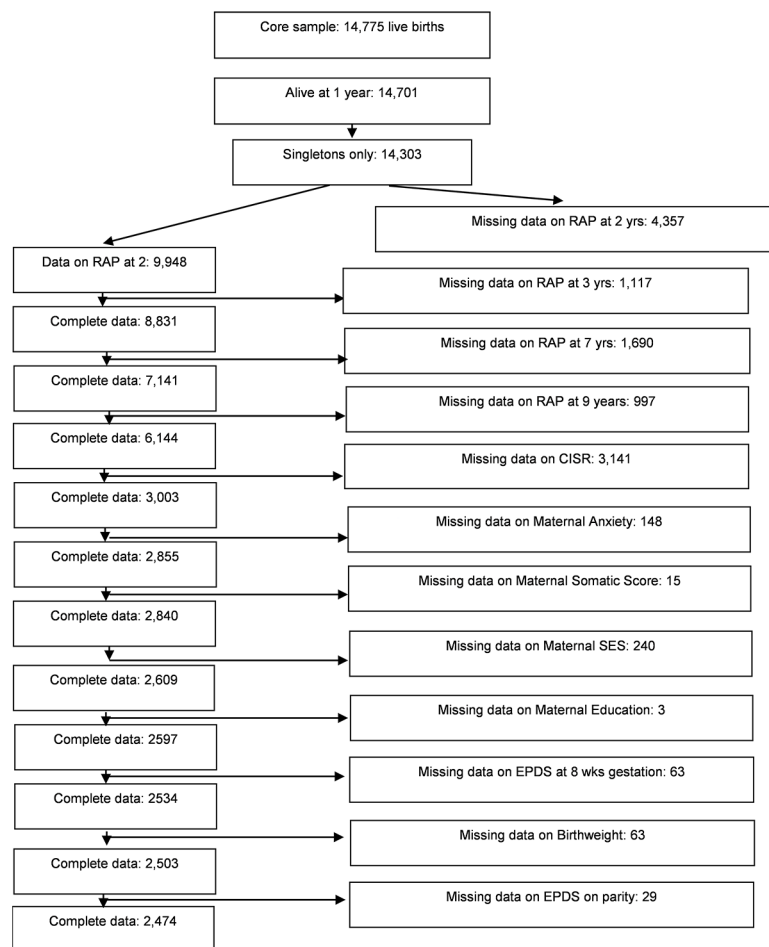 Core sample: 14,775 live births
Alive at 1 year: 14,701
Singletons only: 14,303
Missing data on RAP at 2 yrs: 4,357
Data on RAP at 2: 9,948
Missing data on RAP at 3 yrs: 1,117
Complete data: 8,831
Missing data on RAP at 7 yrs: 1,690
Complete data: 7,141
Missing data on RAP at 9 years: 997
Complete data: 6,144
Missing data on CISR: 3,141
Complete data: 3,003
Missing data on Maternal Anxiety: 148
Complete data: 2,855
Missing data on Maternal Somatic Score: 15
Complete data: 2,840
Missing data on Maternal SES: 240
Complete data: 2,609
Missing data on Maternal Education: 3
Complete data: 2597
Missing data on EPDS at 8 wks gestation: 63
Complete data: 2534
Missing data on Birthweight: 63
Complete data: 2,503
Missing data on EPDS on parity: 29
Complete data: 2,474